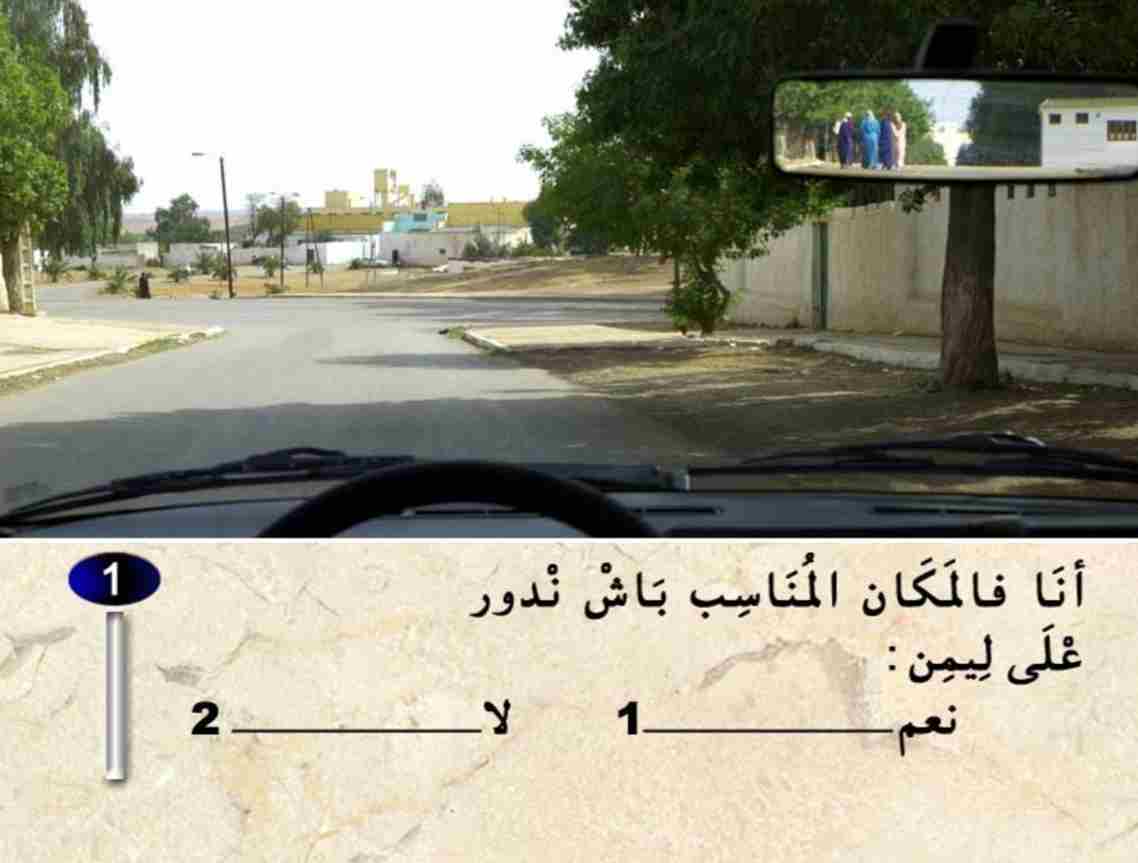 1
أنَا فالمَكَان المُنَاسِب بَاشْ نْدور
عْلَى لِيمِن :
نعم 1 لا 2